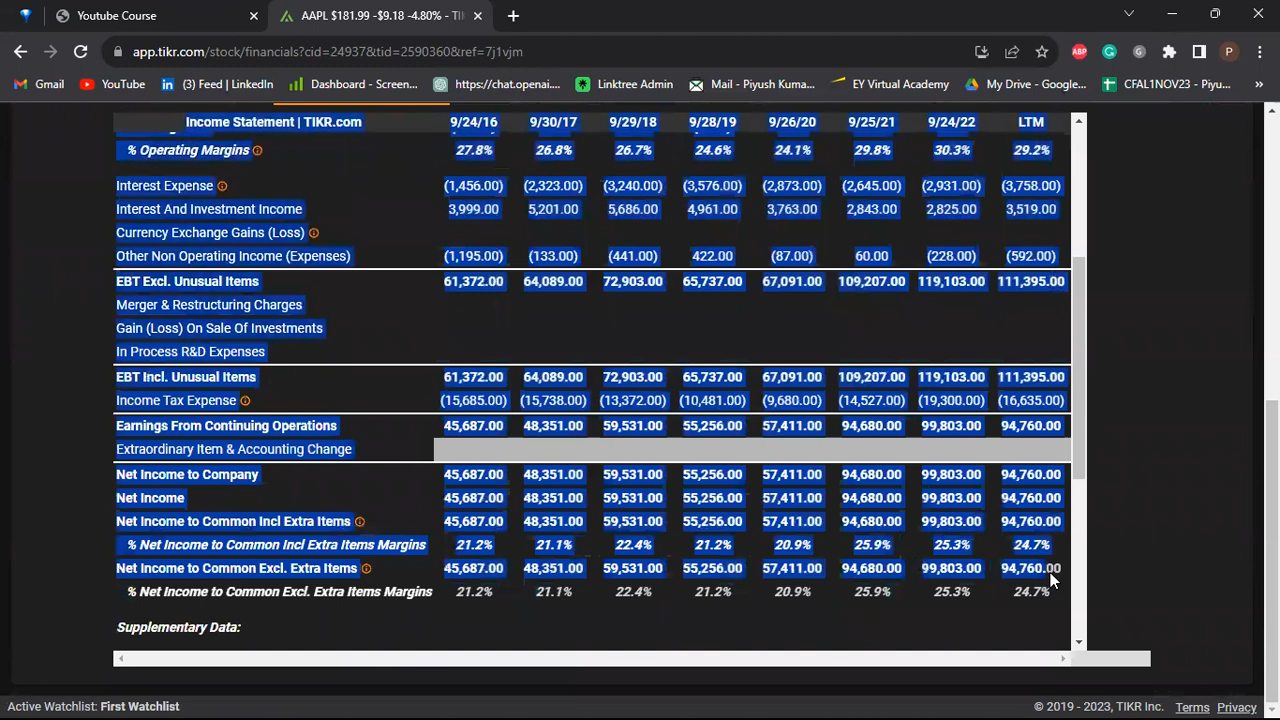 Youtube Course
AAPL $181.99 -$9.18 -4.80% - TI
app.tikr.com/stock/financials?cid=24937&tid=2590360&ref=7j1vjm
Gmail YouTube (3) Feed | LinkedIn Dashboard - Screen... https://chat.openai... Linktree Admin Mail - Piyush Kuma... EY Virtual Academy My Drive - Google... CFAL1NOV23 - Piyu...
Income Statement | TIKR.com 9/24/16 9/30/17 9/29/18 9/28/19 9/26/20 9/25/21 9/24/22 LTM
% Operating Margins 27.8% 26.8% 26.7% 24.6% 24.1% 29.8% 30.3% 29.2%
Interest Expense (1,456.00) (2,323.00) (3,240.00) (3,576.00) (2,873.00) (2,645.00) (2,931.00) (3,758.00)
Interest And Investment Income 3,999.00 5,201.00 5,686.00 4,961.00 3,763.00 2,843.00 2,825.00 3,519.00
Currency Exchange Gains (Loss)
Other Non Operating Income (Expenses) (1,195.00) (133.00) (441.00) 422.00 (87.00) 60.00 (228.00) (592.00)
EBT Excl. Unusual Items 61,372.00 64,089.00 72,903.00 65,737.00 67,091.00 109,207.00 119,103.00 111,395.00
Merger & Restructuring Charges
Gain (Loss) On Sale Of Investments
In Process R&D Expenses
EBT Incl. Unusual Items 61,372.00 64,089.00 72,903.00 65,737.00 67,091.00 109,207.00 119,103.00 111,395.00
Income Tax Expense (15,685.00) (15,738.00) (13,372.00) (10,481.00) (9,680.00) (14,527.00) (19,300.00) (16,635.00)
Earnings From Continuing Operations 45,687.00 48,351.00 59,531.00 55,256.00 57,411.00 94,680.00 99,803.00 94,760.00
Extraordinary Item & Accounting Change
Net Income to Company 45,687.00 48,351.00 59,531.00 55,256.00 57,411.00 94,680.00 99,803.00 94,760.00
Net Income 45,687.00 48,351.00 59,531.00 55,256.00 57,411.00 94,680.00 99,803.00 94,760.00
Net Income to Common Incl Extra Items 45,687.00 48,351.00 59,531.00 55,256.00 57,411.00 94,680.00 99,803.00 94,760.00
% Net Income to Common Incl Extra Items Margins 21.2% 21.1% 22.4% 21.2% 20.9% 25.9% 25.3% 24.7%
Net Income to Common Excl. Extra Items 45,687.00 48,351.00 59,531.00 55,256.00 57,411.00 94,680.00 99,803.00 94,760.00
% Net Income to Common Excl. Extra Items Margins 21.2% 21.1% 22.4% 21.2% 20.9% 25.9% 25.3% 24.7%
Supplementary Data:
Active Watchlist: First Watchlist © 2019 - 2023, TIKR Inc. Terms Privacy